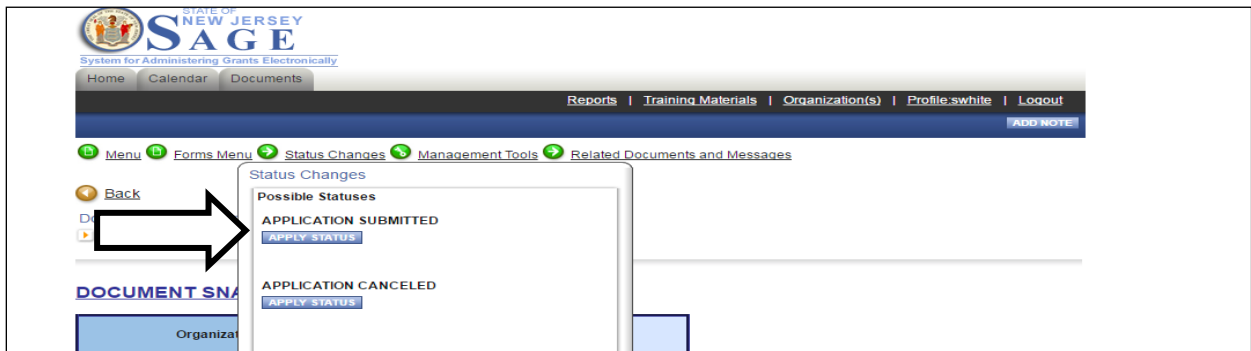 STATE OF
NEW JERSEY
SAGE
System for Administering Grants Electronically
Home Calendar Documents
Reports | Training Materials | Organization(s) | Profile:swhite | Logout
ADD NOTE
Menu Forms Menu Status Changes Management Tools Related Documents and Messages
Status Changes
Back
Possible Statuses
APPLICATION SUBMITTED
APPLY STATUS
APPLICATION CANCELED
DOCUMENT SNA
APPLY STATUS
Organizat